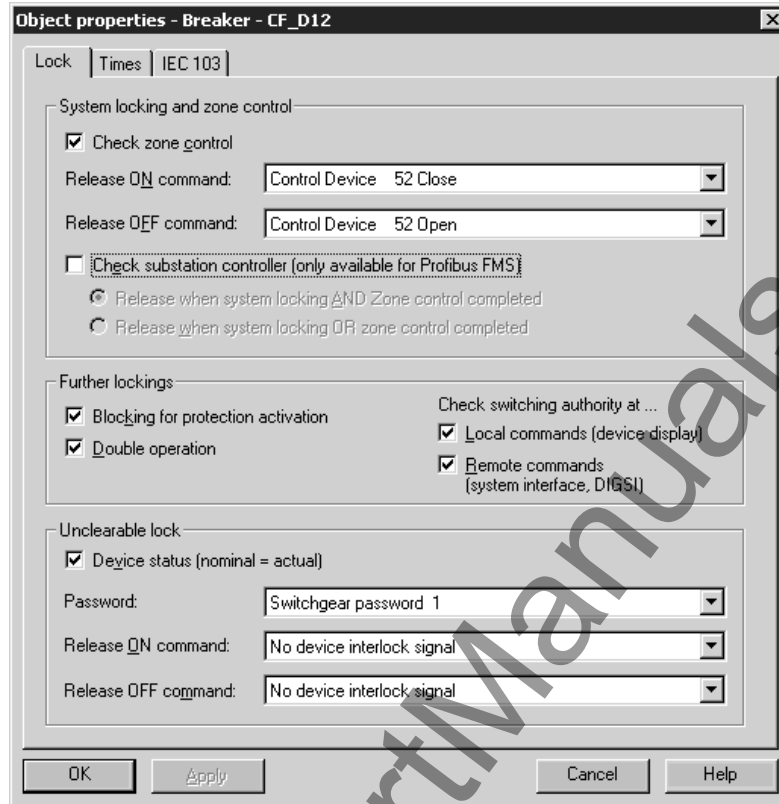 Object properties - Breaker - CF_D12
Lock
Times
IEC 103
System locking and zone control
Check zone control
Release ON command:
Control Device 52 Close
Release OFF command:
Control Device 52 Open
Check substation controller (only available for Profibus FMS)
Release when system locking AND Zone control completed
Release when system locking OR zone control completed
Further lockings
Blocking for protection activation
Double operation
Check switching authority at ...
Local commands (device display)
Remote commands
(system interface, DIGSI)
Unclearable lock
Device status (nominal = actual)
Password:
Switchgear password 1
Release ON command:
No device interlock signal
Release OFF command:
No device interlock signal
OK
Apply
Cancel
Help
rtManuals